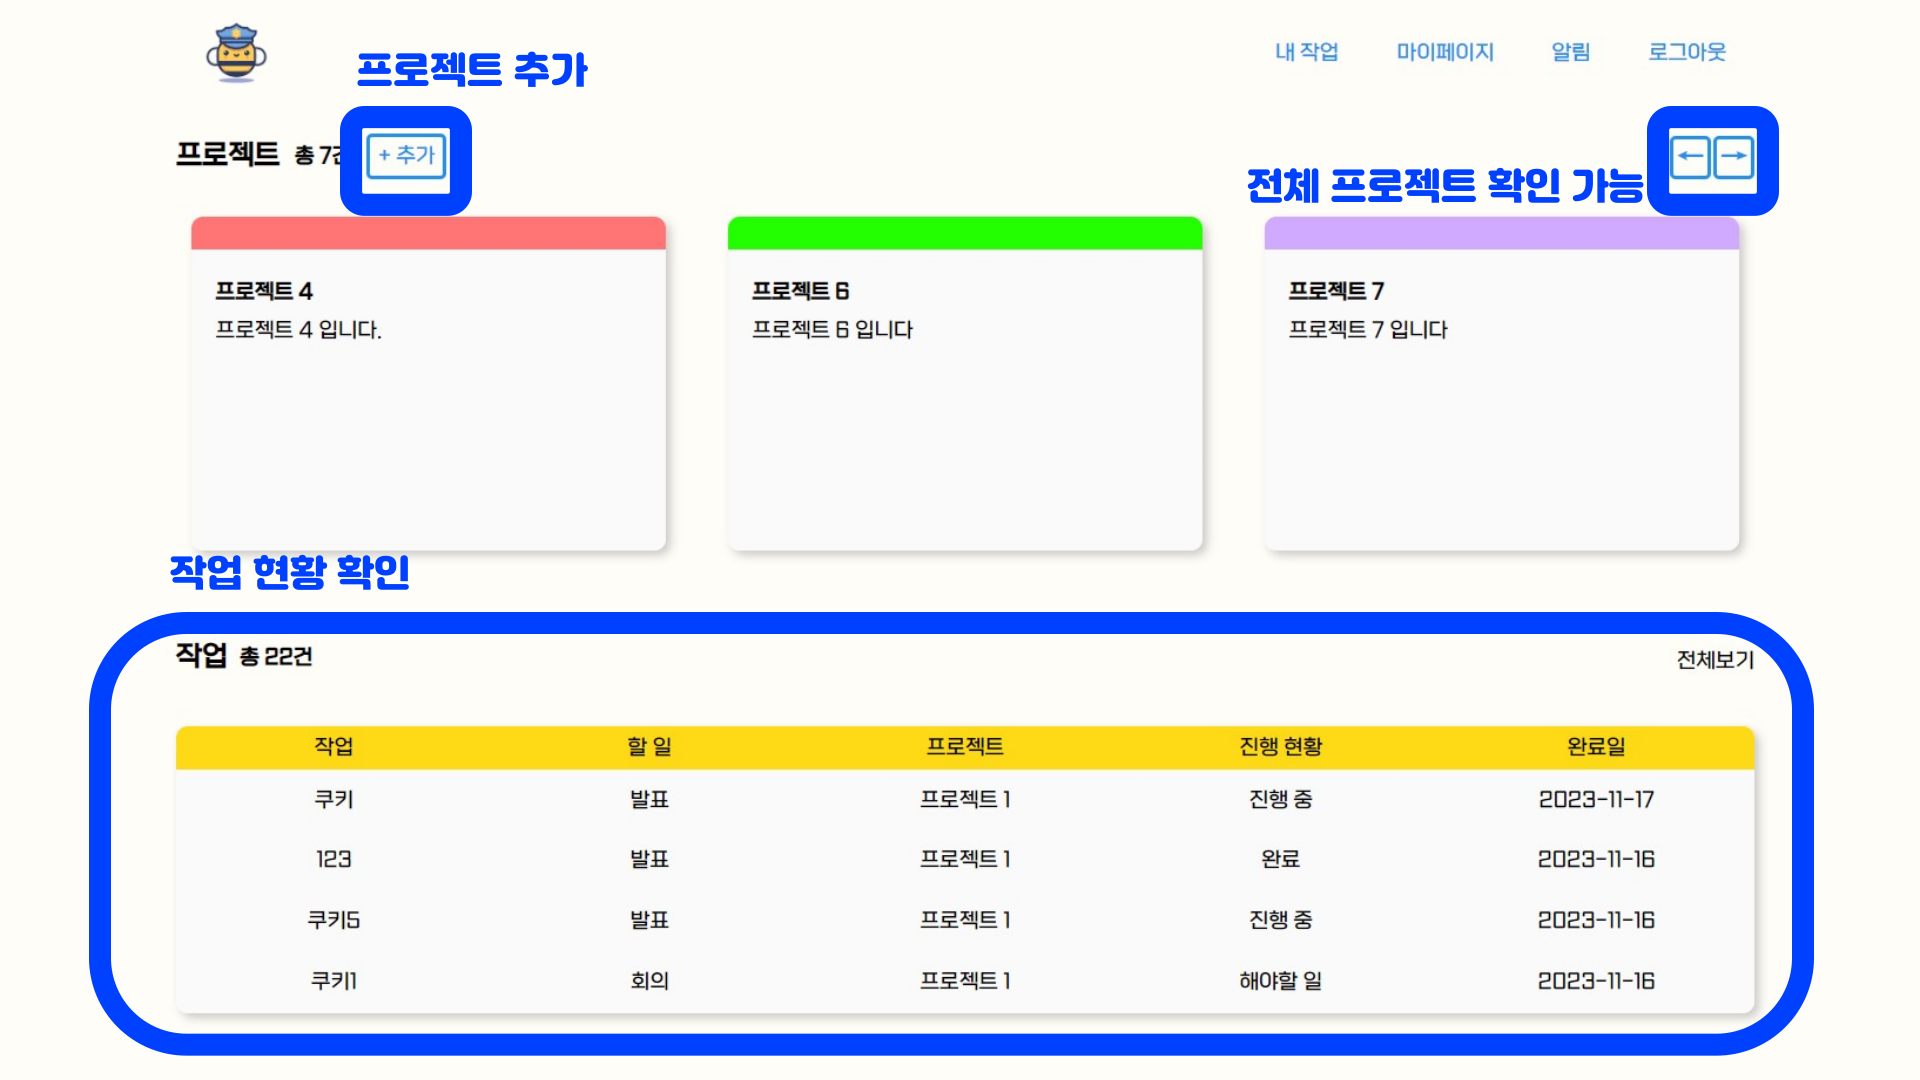 프로젝트 추가
내 작업 마이페이지 알림 로그아웃
프로젝트 총 7
+ 추가
← →
전체 프로젝트 확인 가능
프로젝트 4
프로젝트 4 입니다.
프로젝트 6
프로젝트 6 입니다
프로젝트 7
프로젝트 7 입니다
작업 현황 확인
작업 총 22건
전체보기
작업 할 일 프로젝트 진행 현황 완료일
쿠키 발표 프로젝트 1 진행 중 2023-11-17
123 발표 프로젝트 1 완료 2023-11-16
쿠키5 발표 프로젝트 1 진행 중 2023-11-16
쿠키1 회의 프로젝트 1 해야할 일 2023-11-16